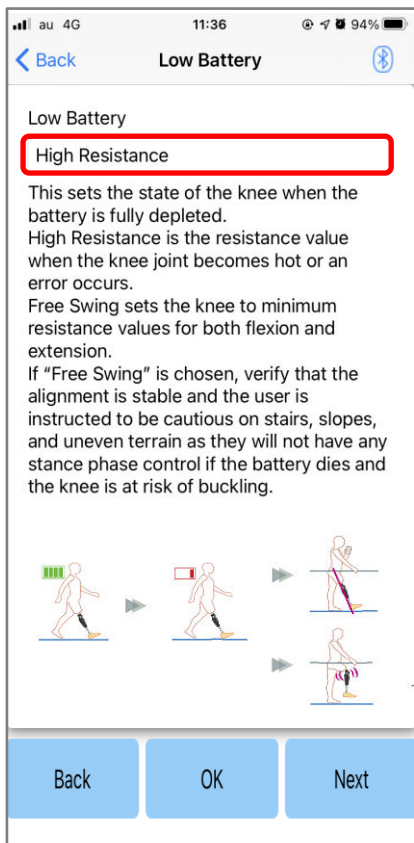 au 4G 11:36 94%
Back Low Battery
Low Battery
High Resistance
This sets the state of the knee when the
battery is fully depleted.
High Resistance is the resistance value
when the knee joint becomes hot or an
error occurs.
Free Swing sets the knee to minimum
resistance values for both flexion and
extension.
If “Free Swing” is chosen, verify that the
alignment is stable and the user is
instructed to be cautious on stairs, slopes,
and uneven terrain as they will not have any
stance phase control if the battery dies and
the knee is at risk of buckling.
Back OK Next